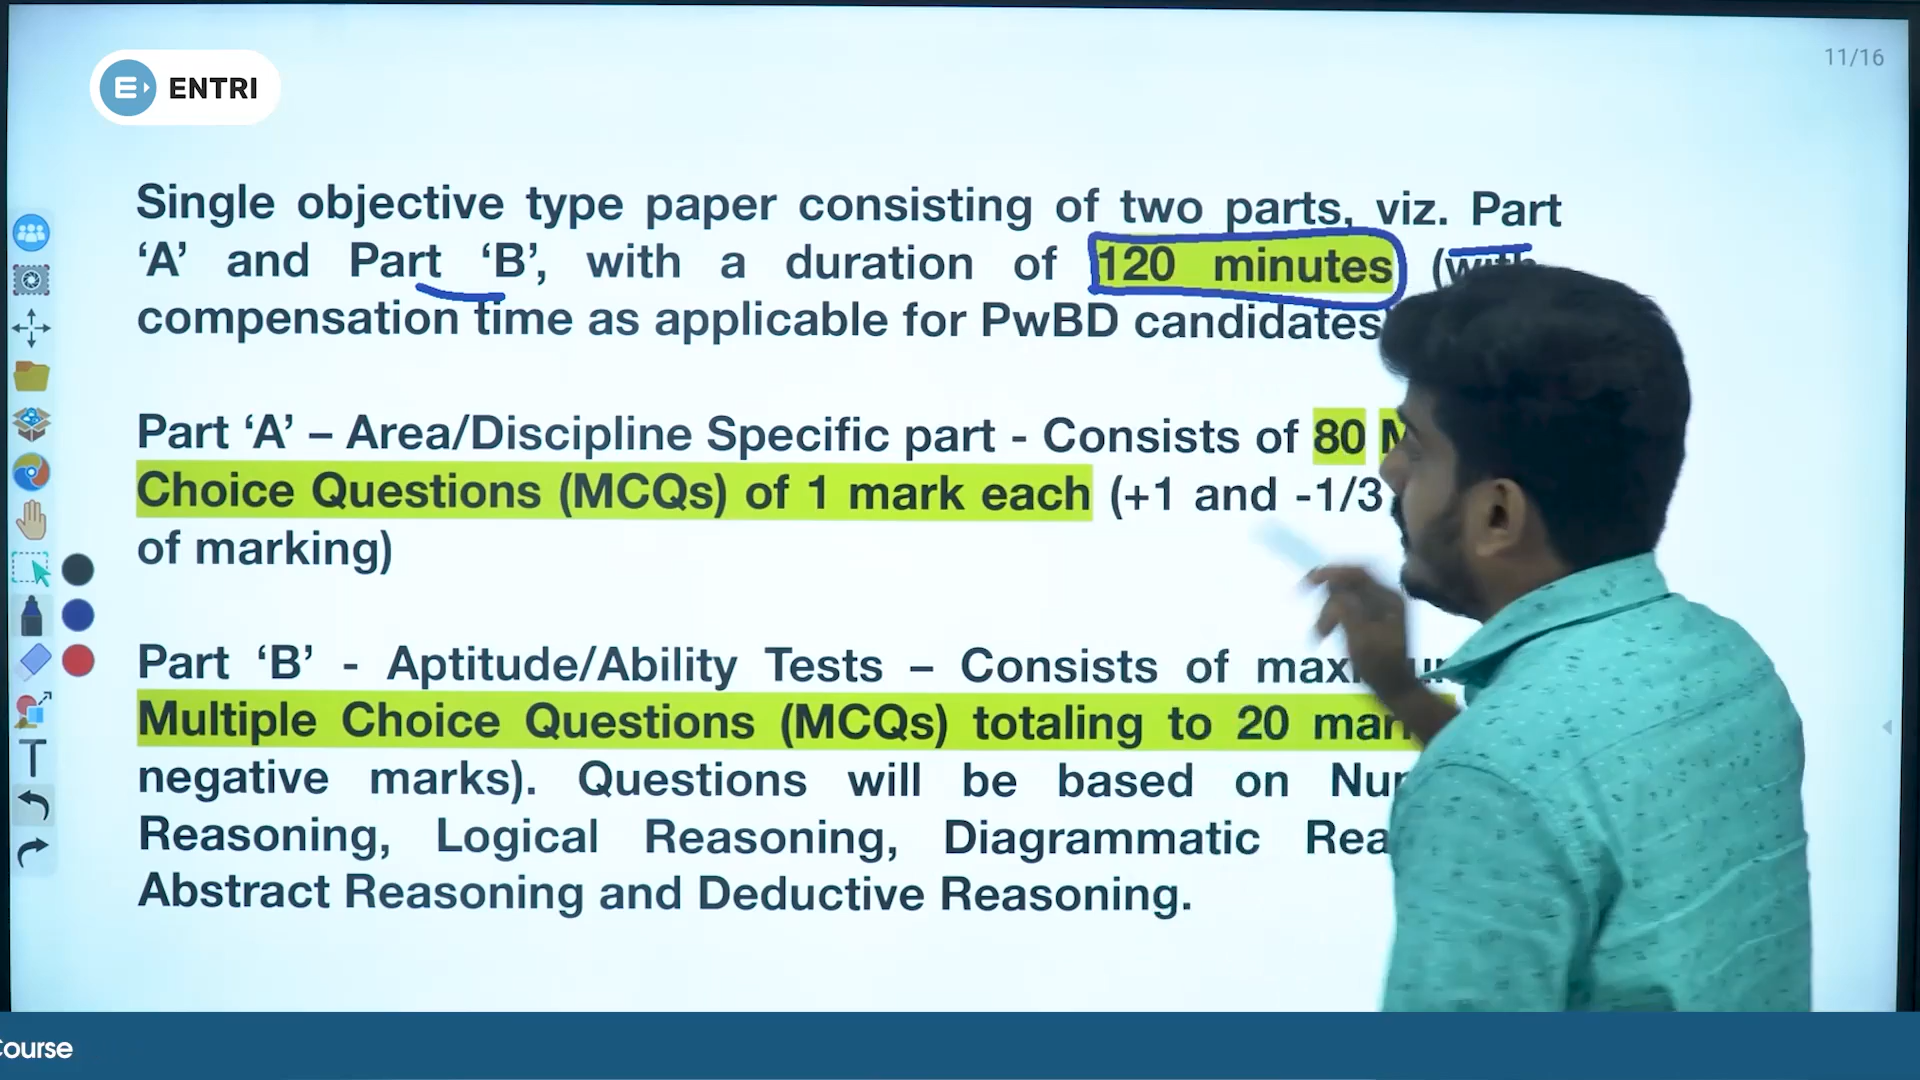 11/16
ENTRI
Single objective type paper consisting of two parts, viz. Part
‘A’ and Part ‘B’, with a duration of 120 minutes (with
compensation time as applicable for PwBD candidates
Part ‘A’ – Area/Discipline Specific part - Consists of 80
Choice Questions (MCQs) of 1 mark each (+1 and -1/3
of marking)
Part ‘B’ - Aptitude/Ability Tests – Consists of
Multiple Choice Questions (MCQs) totaling to 20
negative marks). Questions will be based on
Reasoning, Logical Reasoning, Diagrammatic
Abstract Reasoning and Deductive Reasoning.
Course